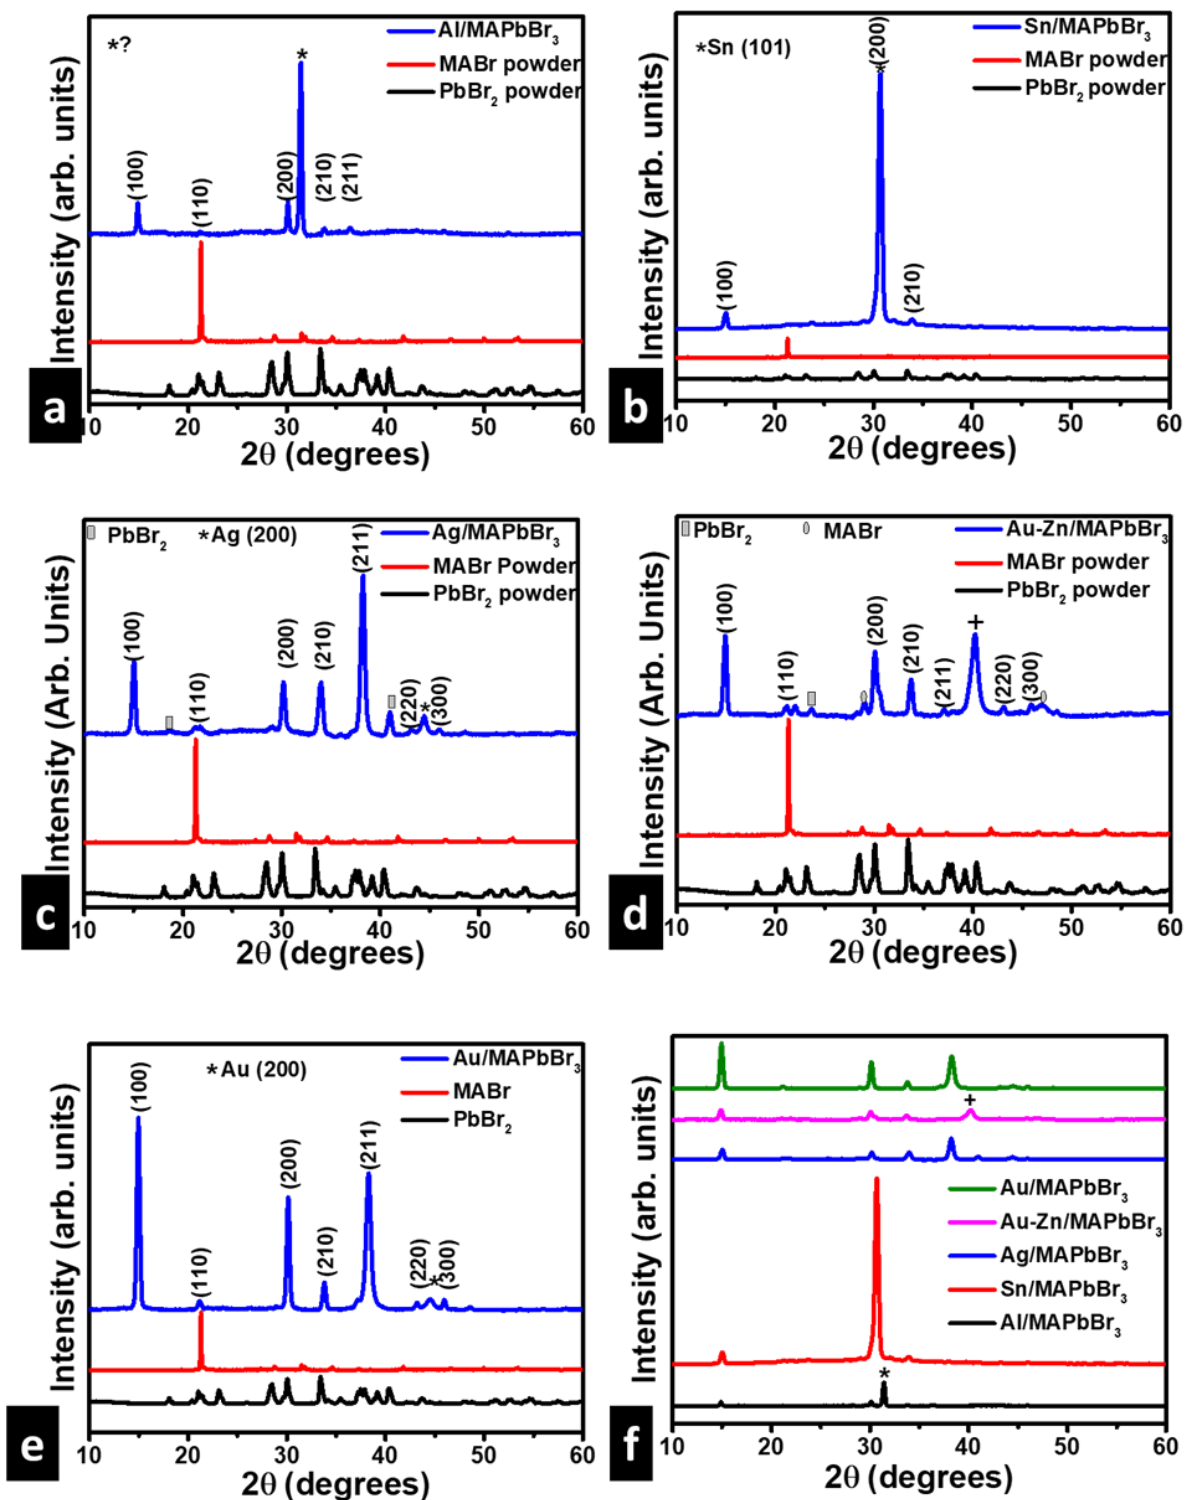 *?
Al/MAPbBr3
MABr powder
PbBr2 powder
*
(100)
(110)
(200)
(210)
(211)
Intensity (arb. units)
a
10 20 30 40 50 60
2θ (degrees)
*Sn (101)
Sn/MAPbBr3
MABr powder
PbBr2 powder
(200)
*
(100)
(210)
Intensity (arb. units)
b
10 20 30 40 50 60
2θ (degrees)
PbBr2 *Ag (200)
Ag/MAPbBr3
MABr Powder
PbBr2 powder
(100)
(110)
(200)
(210)
(211)
(220)
*
(300)
Intensity (Arb. Units)
c
10 20 30 40 50 60
2θ (degrees)
PbBr2 MABr
Au-Zn/MAPbBr3
MABr powder
PbBr2 powder
(100)
(110)
(200)
(210)
(211)
+
(220)
(300)
Intensity (Arb. Units)
d
10 20 30 40 50 60
2θ (degrees)
*Au (200)
Au/MAPbBr3
MABr
PbBr2
(100)
(110)
(200)
(210)
(211)
(220)
*
(300)
Intensity (arb. units)
e
10 20 30 40 50 60
2θ (degrees)
+
Au/MAPbBr3
Au-Zn/MAPbBr3
Ag/MAPbBr3
Sn/MAPbBr3
Al/MAPbBr3
*
Intensity (arb. units)
f
10 20 30 40 50 60
2θ (degrees)